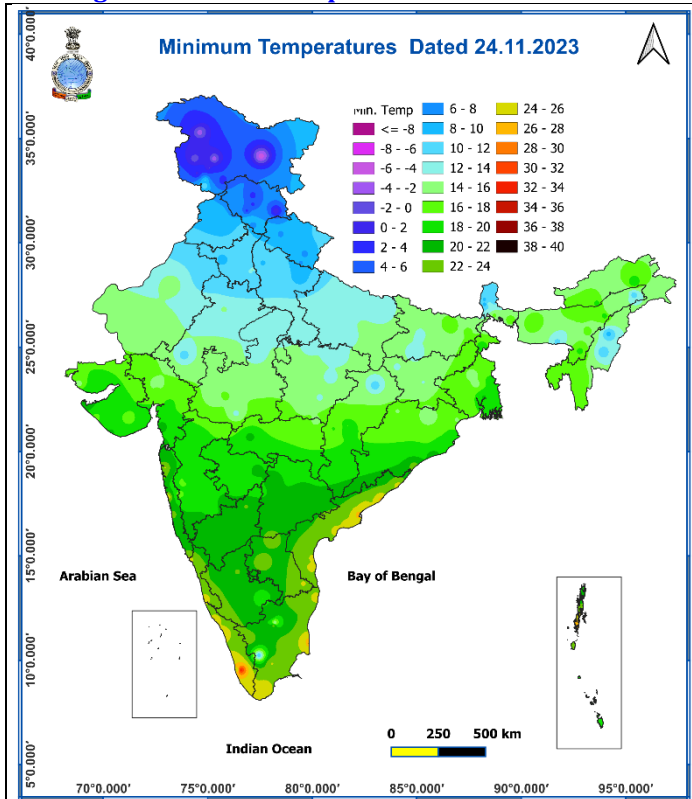 Minimum Temperatures Dated 24.11.2023
Min. Temp
<= -8
-8 - -6
-6 - -4
-4 - -2
-2 - 0
0 - 2
2 - 4
4 - 6
6 - 8
8 - 10
10 - 12
12 - 14
14 - 16
16 - 18
18 - 20
20 - 22
22 - 24
24 - 26
26 - 28
28 - 30
30 - 32
32 - 34
34 - 36
36 - 38
38 - 40
40°0.000'
35°0.000'
30°0.000'
25°0.000'
20°0.000'
15°0.000'
10°0.000'
5°0.000'
Arabian Sea
Bay of Bengal
Indian Ocean
0 250 500 km
70°0.000' 75°0.000' 80°0.000' 85°0.000' 90°0.000' 95°0.000'